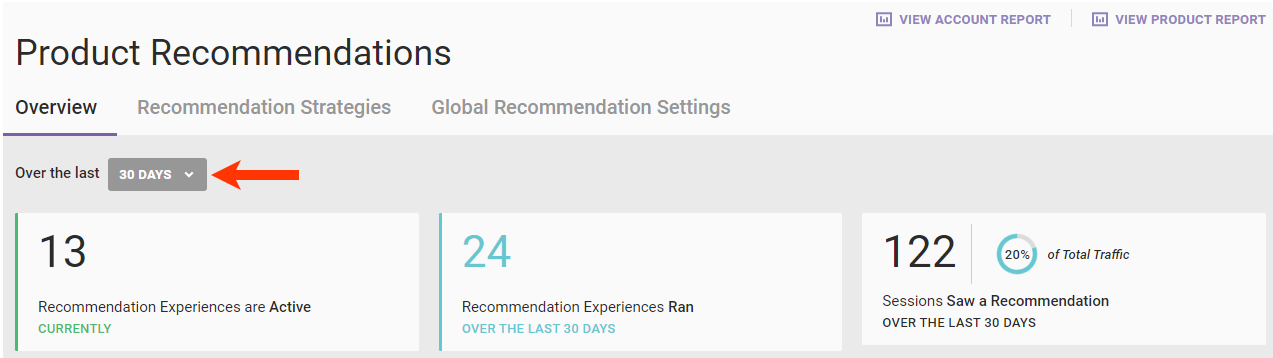 VIEW ACCOUNT REPORT
VIEW PRODUCT REPORT
Product Recommendations
Overview
Recommendation Strategies
Global Recommendation Settings
Over the last
30 DAYS
13
Recommendation Experiences are Active
CURRENTLY
24
Recommendation Experiences Ran
OVER THE LAST 30 DAYS
122
20%
of Total Traffic
Sessions Saw a Recommendation
OVER THE LAST 30 DAYS